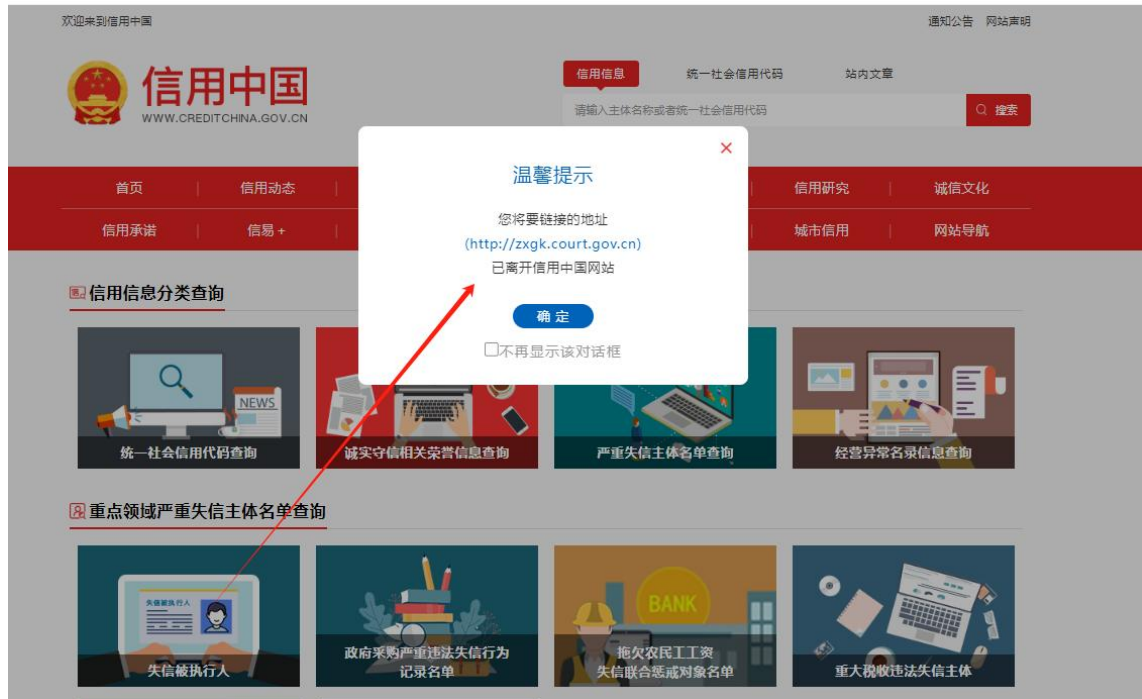 欢迎来到信用中国
通知公告 网站声明
信用中国
WWW.CREDITCHINA.GOV.CN
信用信息 统一社会信用代码 站内文章
请输入主体名称或者统一社会信用代码
搜索
×
温馨提示
您将要链接的地址
(http://zxgk.court.gov.cn)
已离开信用中国网站
确定
不再显示该对话框
首页 信用动态 信用研究 诚信文化
信用承诺 信易+ 城市信用 网站导航
信用信息分类查询
NEWS
统一社会信用代码查询
诚实守信相关荣誉信息查询
严重失信主体名单查询
经营异常名录信息查询
重点领域严重失信主体名单查询
失信被执行人
失信被执行人
政府采购严重违法失信行为
记录名单
BANK
拖欠农民工工资
失信联合惩戒对象名单
重大税收违法失信主体